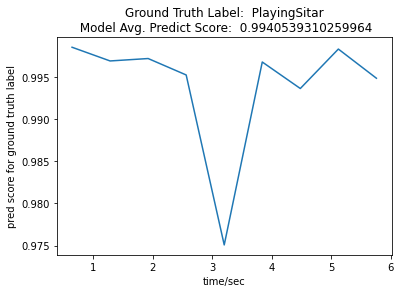 Ground Truth Label:  PlayingSitar
Model Avg. Predict Score:  0.9940539310259964
pred score for ground truth label
0.995
0.990
0.985
0.980
0.975
1 2 3 4 5 6
time/sec